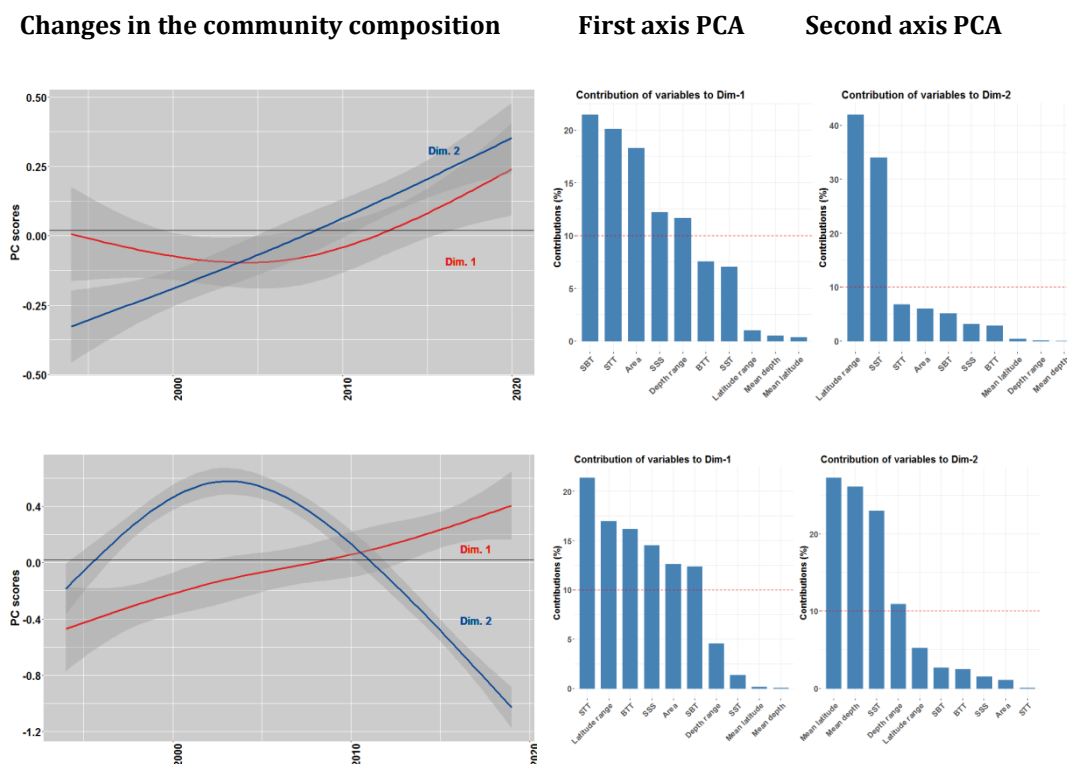 Changes in the community composition First axis PCA Second axis PCA
Contribution of variables to Dim-1
Contribution of variables to Dim-2
0.50
0.25
0.00
-0.25
-0.50
PC scores
Dim. 2
Dim. 1
2000
2010
2020
Contributions (%)
20
15
10
5
0
SBT
STT
Area
SSS
Depth range
BTT
SST
Latitude range
Mean depth
Mean latitude
Contributions (%)
40
30
20
10
0
Latitude range
SST
STT
Area
SBT
SSS
BTT
Mean latitude
Depth range
Mean depth
Contribution of variables to Dim-1
Contribution of variables to Dim-2
0.4
0.0
-0.4
-0.8
-1.2
PC scores
Dim. 1
Dim. 2
2000
2010
2020
Contributions (%)
20
15
10
5
0
STT
Latitude range
BTT
SSS
Area
SBT
Depth range
SST
Mean latitude
Mean depth
Contributions (%)
20
10
0
Mean latitude
Mean depth
SST
Depth range
Latitude range
SBT
BTT
SSS
Area
STT